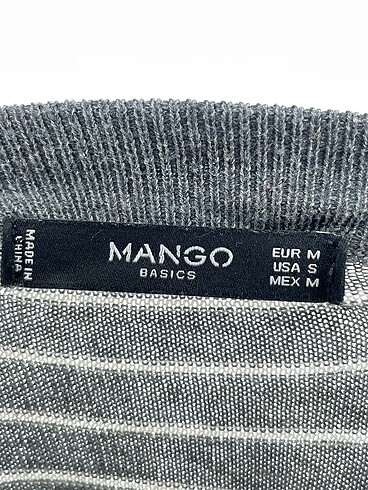 MADE IN
CHINA
MANGO
BASICS
EUR M
USA S
MEX M